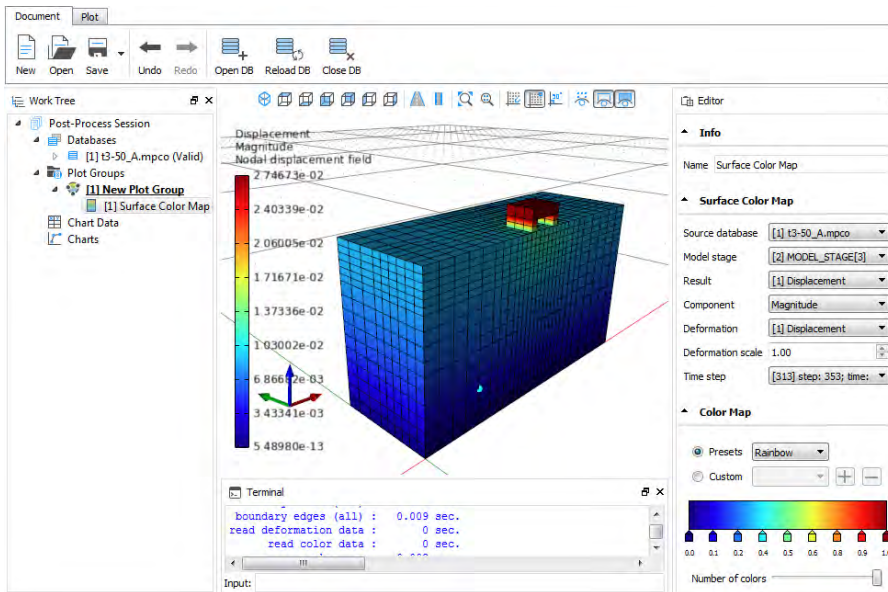 Document Plot
New Open Save Undo Redo Open DB Reload DB Close DB
Work Tree
Post-Process Session
Databases
[1] t3-50_A.mpco (Valid)
Plot Groups
[1] New Plot Group
[1] Surface Color Map
Chart Data
Charts
Displacement
Magnitude
Nodal displacement field
2.74673e-02
2.40339e-02
2.06005e-02
1.71671e-02
1.37336e-02
1.03002e-02
6.86682e-03
3.43341e-03
5.48980e-13
Terminal
boundary edges (all) : 0.009 sec.
read deformation data : 0 sec.
read color data : 0 sec.
Input:
Editor
Info
Name Surface Color Map
Surface Color Map
Source database [1] t3-50_A.mpco
Model stage [2] MODEL_STAGE[3]
Result [1] Displacement
Component Magnitude
Deformation [1] Displacement
Deformation scale 1.00
Time step [313] step: 353; time:
Color Map
Presets Rainbow
Custom
0.0 0.1 0.2 0.4 0.5 0.6 0.8 0.9 1.0
Number of colors